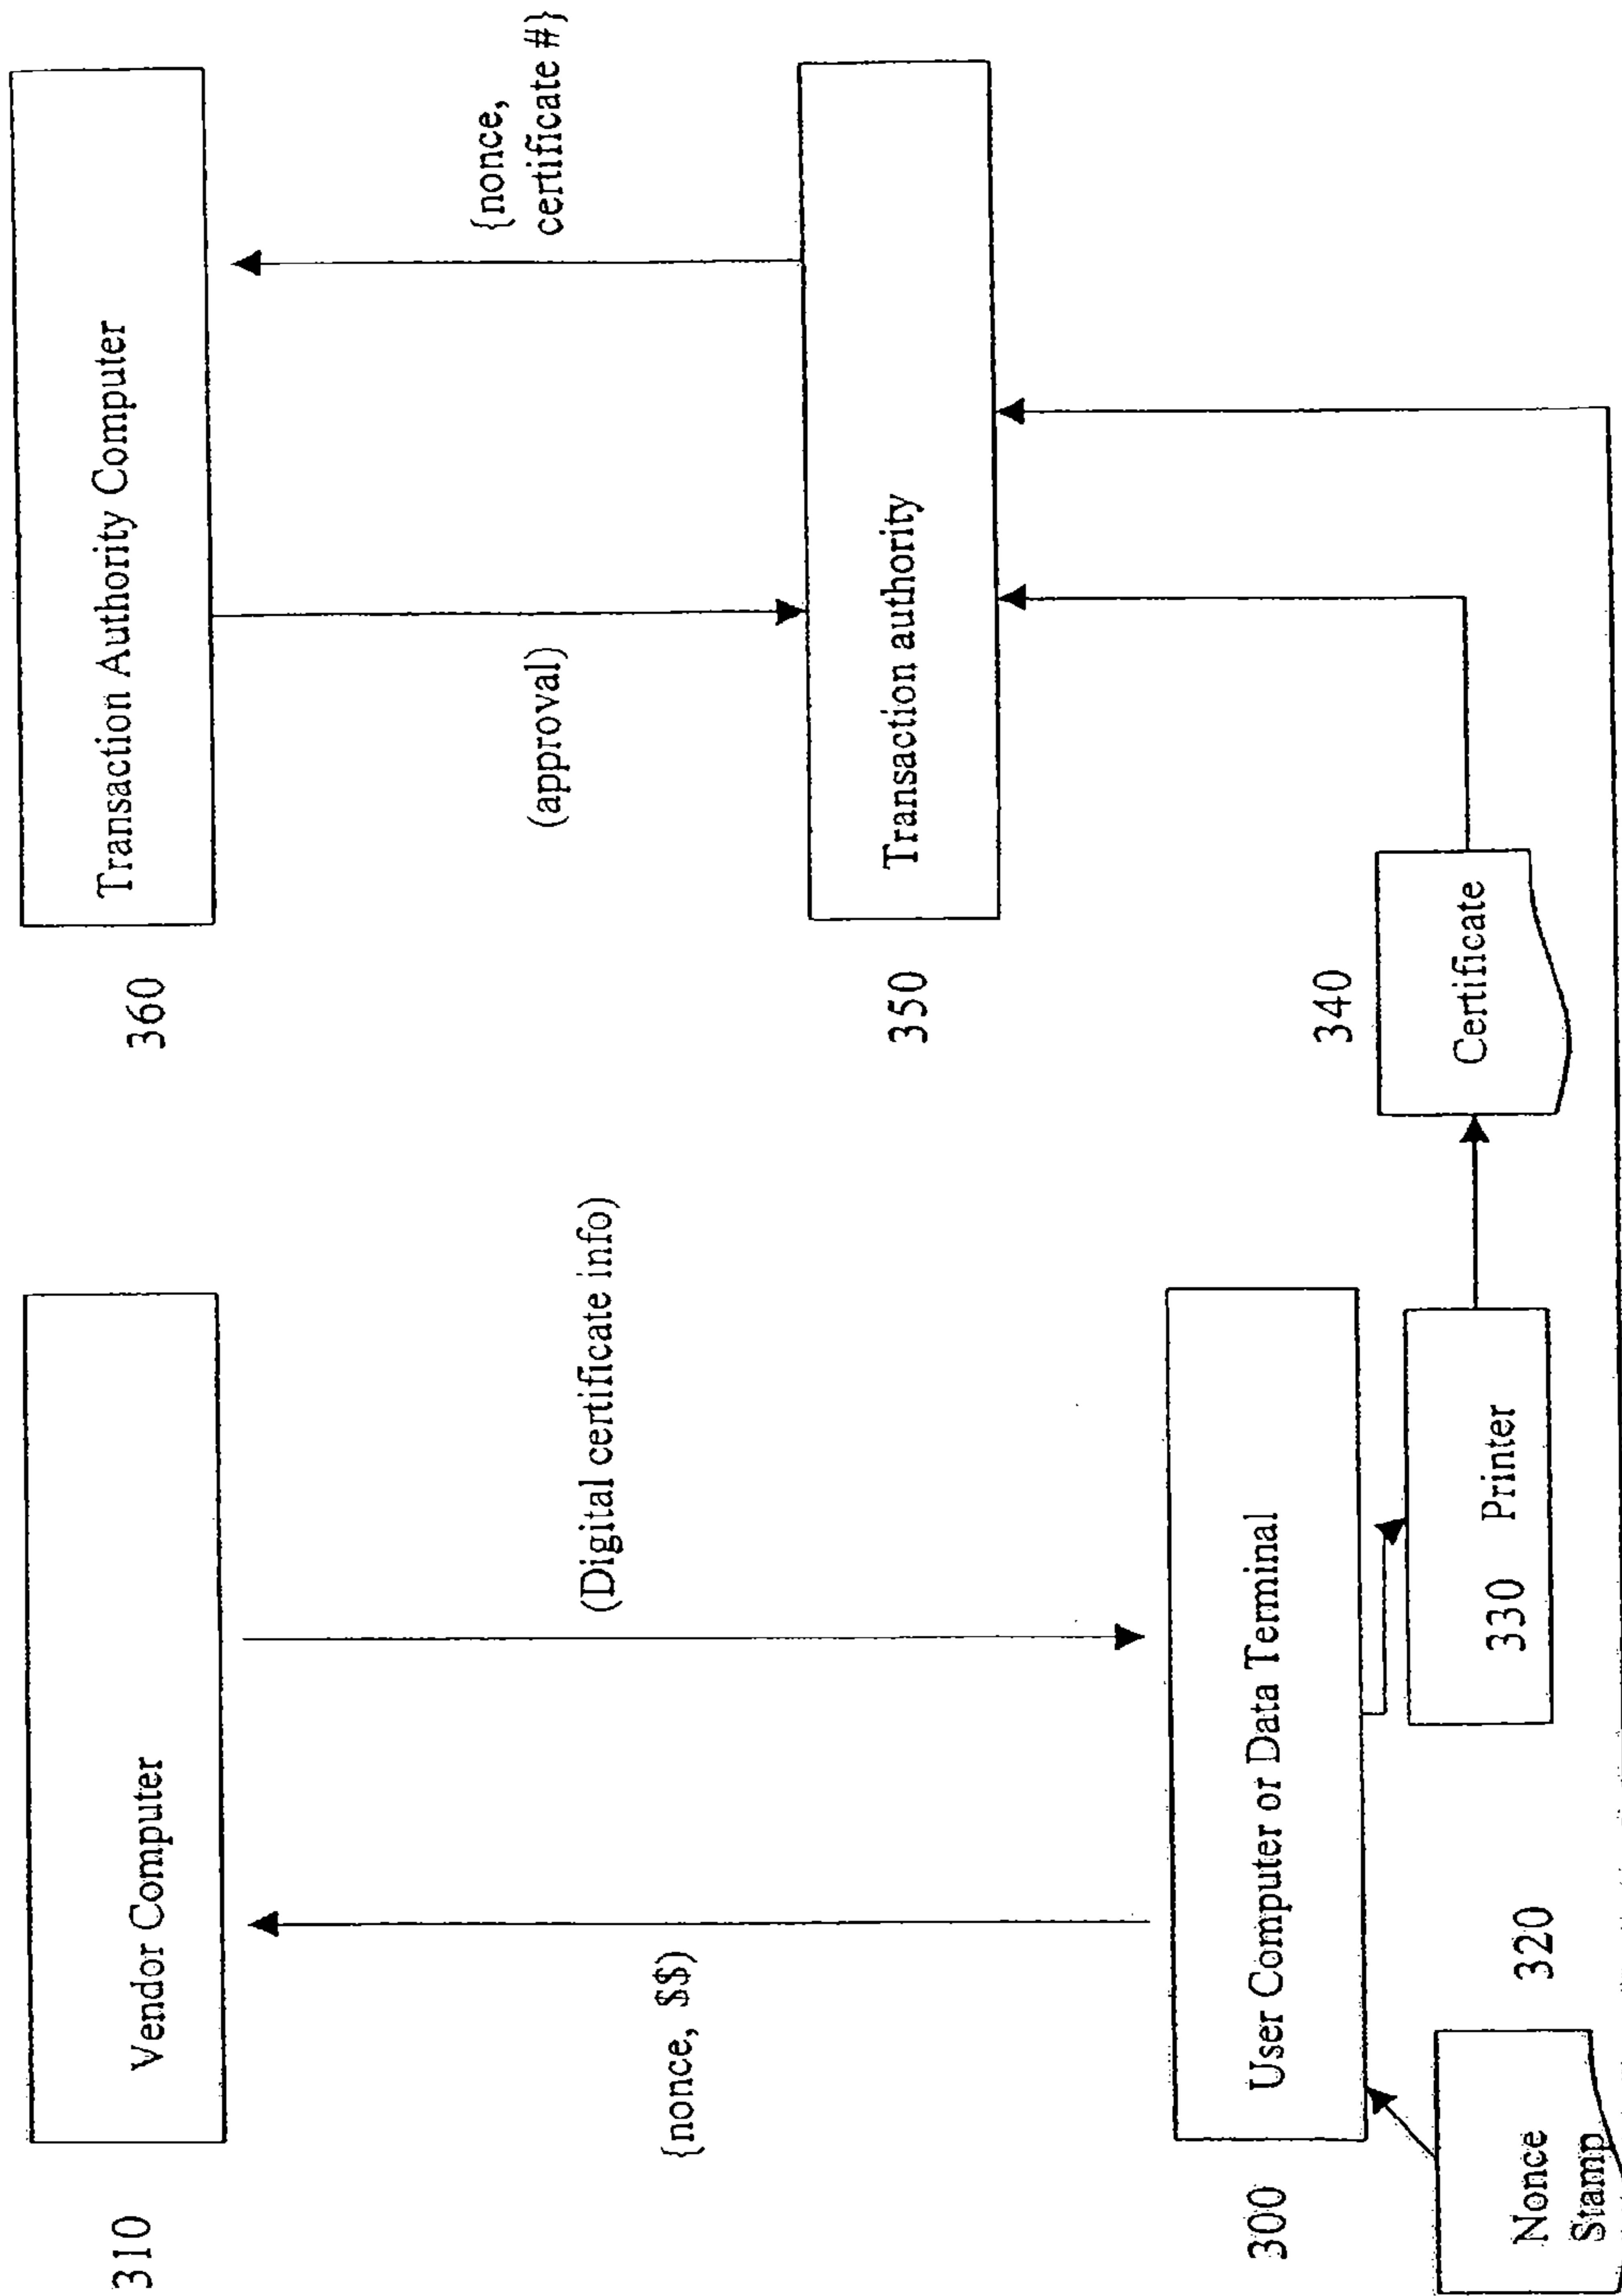 310
Vendor Computer
360
Transaction Authority Computer
{nonce, $$)
(Digital certificate info)
(approval)
{nonce,
certificate #}
300
User Computer or Data Terminal
350
Transaction authority
Nonce
Stamp
320
330 Printer
340
Certificate